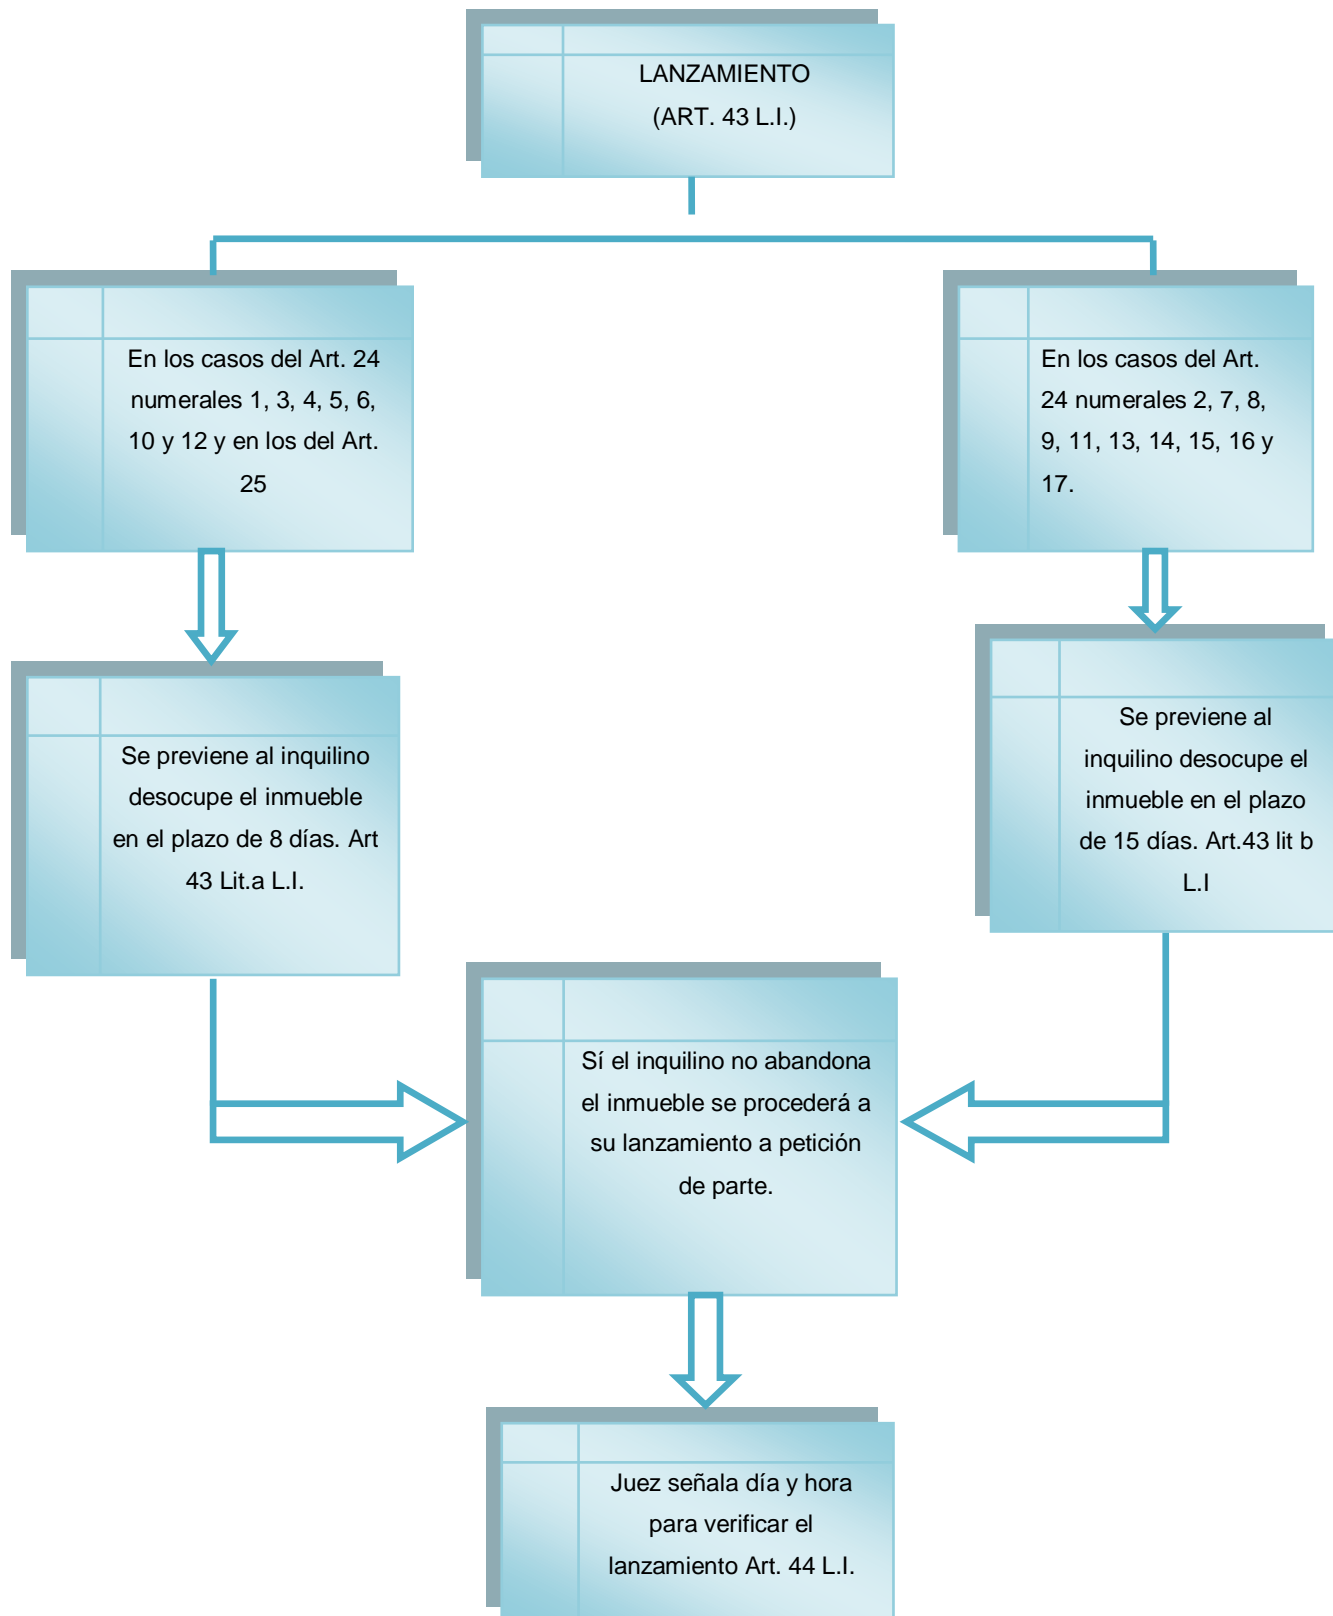 LANZAMIENTO
(ART. 43 L.I.)
En los casos del Art. 24
numerales 1, 3, 4, 5, 6,
10 y 12 y en los del Art.
25
En los casos del Art.
24 numerales 2, 7, 8,
9, 11, 13, 14, 15, 16 y
17.
Se previene al inquilino
desocupe el inmueble
en el plazo de 8 días. Art
43 Lit.a L.I.
Se previene al
inquilino desocupe el
inmueble en el plazo
de 15 días. Art.43 lit b
L.I
Sí el inquilino no abandona
el inmueble se procederá a
su lanzamiento a petición
de parte.
Juez señala día y hora
para verificar el
lanzamiento Art. 44 L.I.